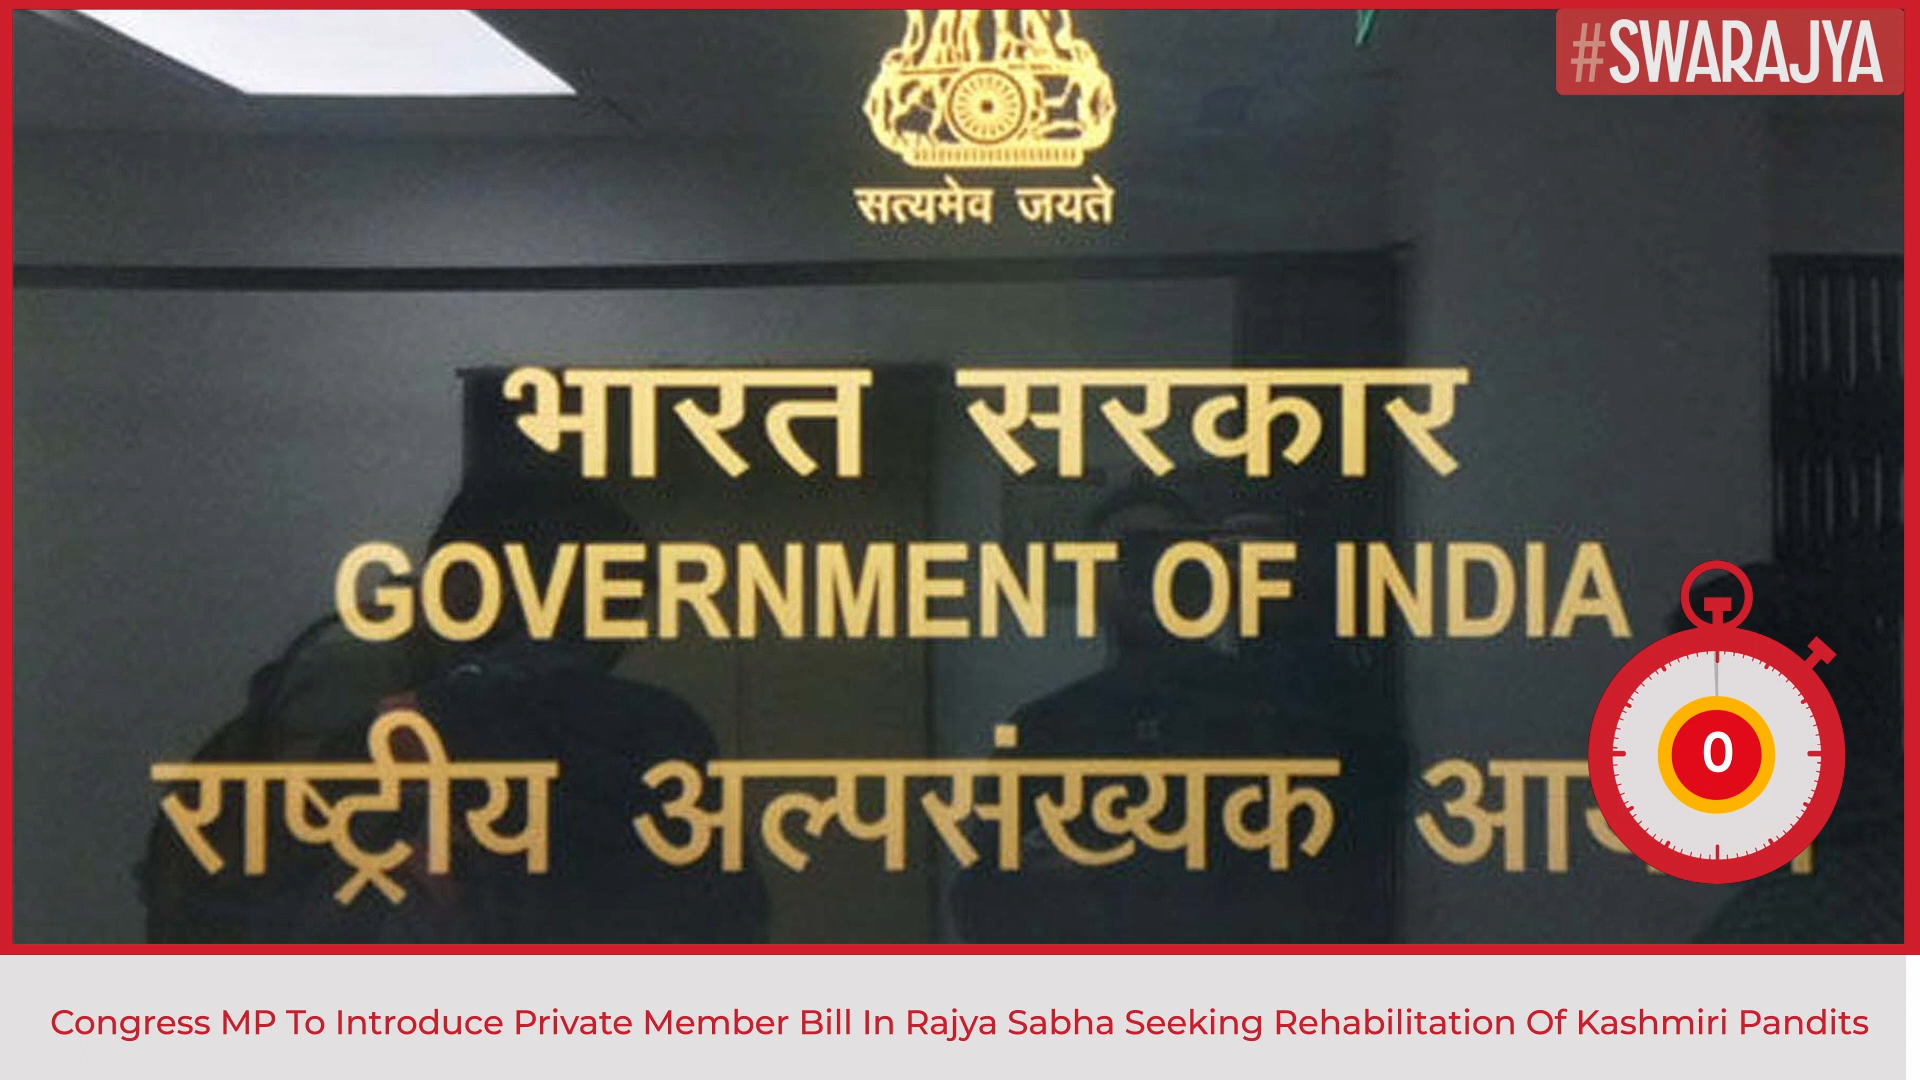 #SWARAJYA
सत्यमेव जयते
भारत सरकार
GOVERNMENT OF INDIA
राष्ट्रीय अल्पसंख्यक
0
Congress MP To Introduce Private Member Bill In Rajya Sabha Seeking Rehabilitation Of Kashmiri Pandits